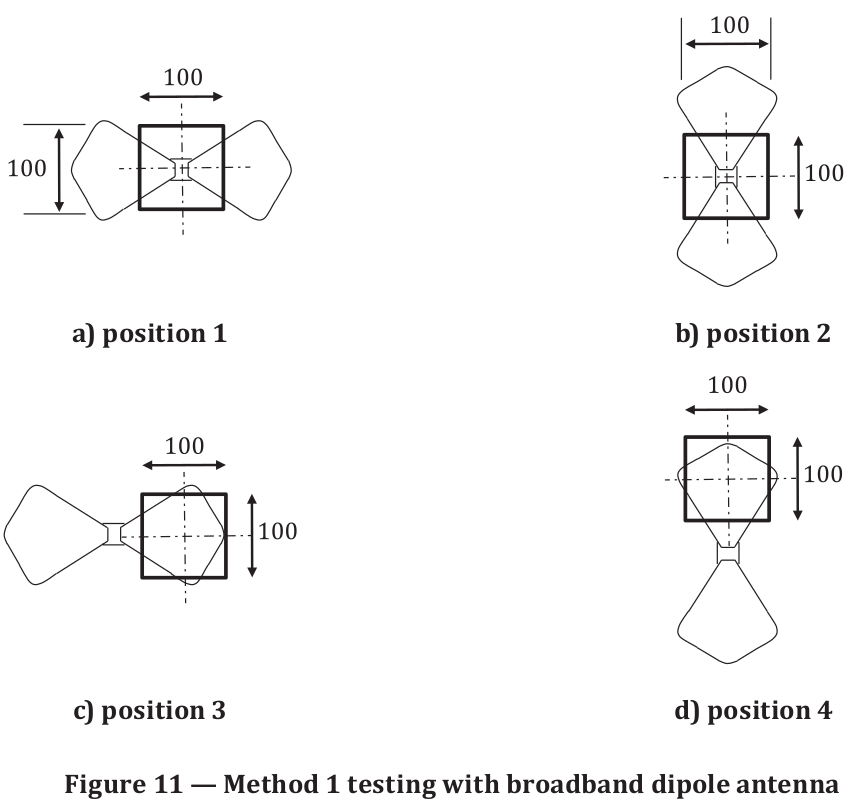 100
100
a) position 1
100
100
b) position 2
100
100
c) position 3
100
100
d) position 4
Figure 11 — Method 1 testing with broadband dipole antenna